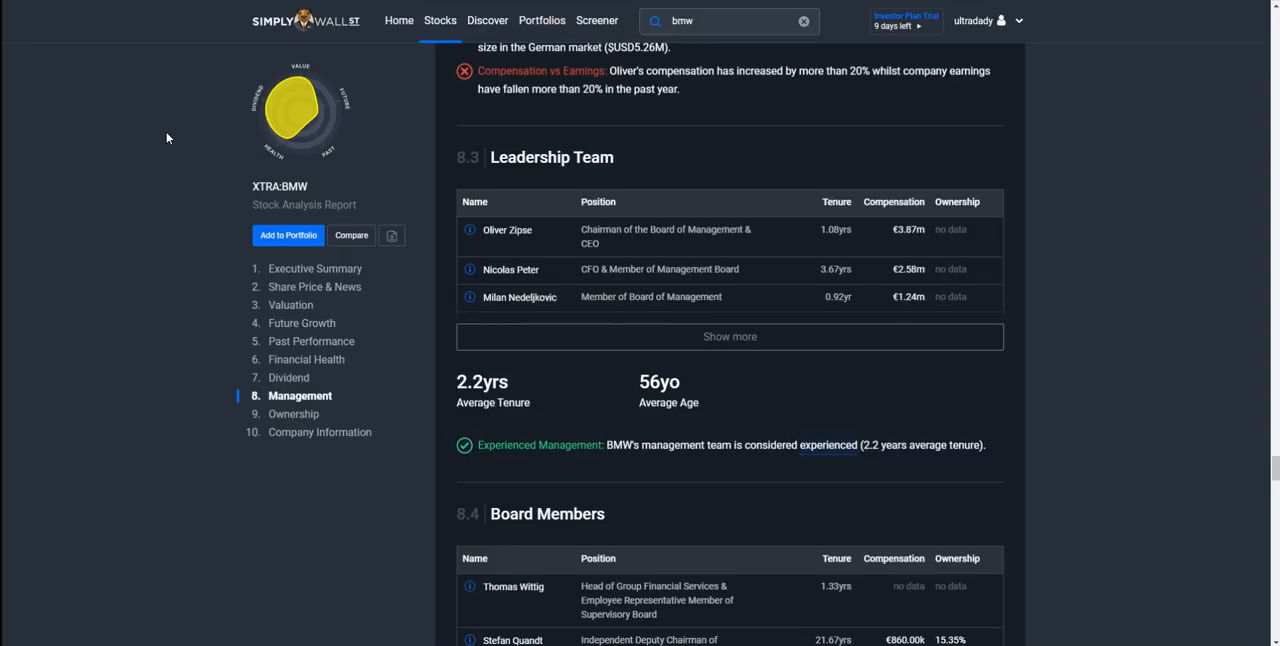 SIMPLY WALL ST Home Stocks Discover Portfolios Screener bmw Investor Plan Trial ultradady
9 days left
size in the German market ($USD5.26M).
Compensation vs Earnings: Oliver's compensation has increased by more than 20% whilst company earnings
have fallen more than 20% in the past year.
VALUE
FUTURE
PAST
HEALTH
DIVIDEND
XTRA:BMW
Stock Analysis Report
Add to Portfolio Compare
1. Executive Summary
2. Share Price & News
3. Valuation
4. Future Growth
5. Past Performance
6. Financial Health
7. Dividend
8. Management
9. Ownership
10. Company Information
8.3 Leadership Team
Name Position Tenure Compensation Ownership
Oliver Zipse Chairman of the Board of Management & 1.08yrs €3.87m no data
CEO
Nicolas Peter CFO & Member of Management Board 3.67yrs €2.58m no data
Milan Nedeljkovic Member of Board of Management 0.92yr €1.24m no data
Show more
2.2yrs 56yo
Average Tenure Average Age
Experienced Management: BMW's management team is considered experienced (2.2 years average tenure).
8.4 Board Members
Name Position Tenure Compensation Ownership
Thomas Wittig Head of Group Financial Services & 1.33yrs no data no data
Employee Representative Member of
Supervisory Board
Stefan Quandt Independent Deputy Chairman of 21.67yrs €860.00k 15.35%